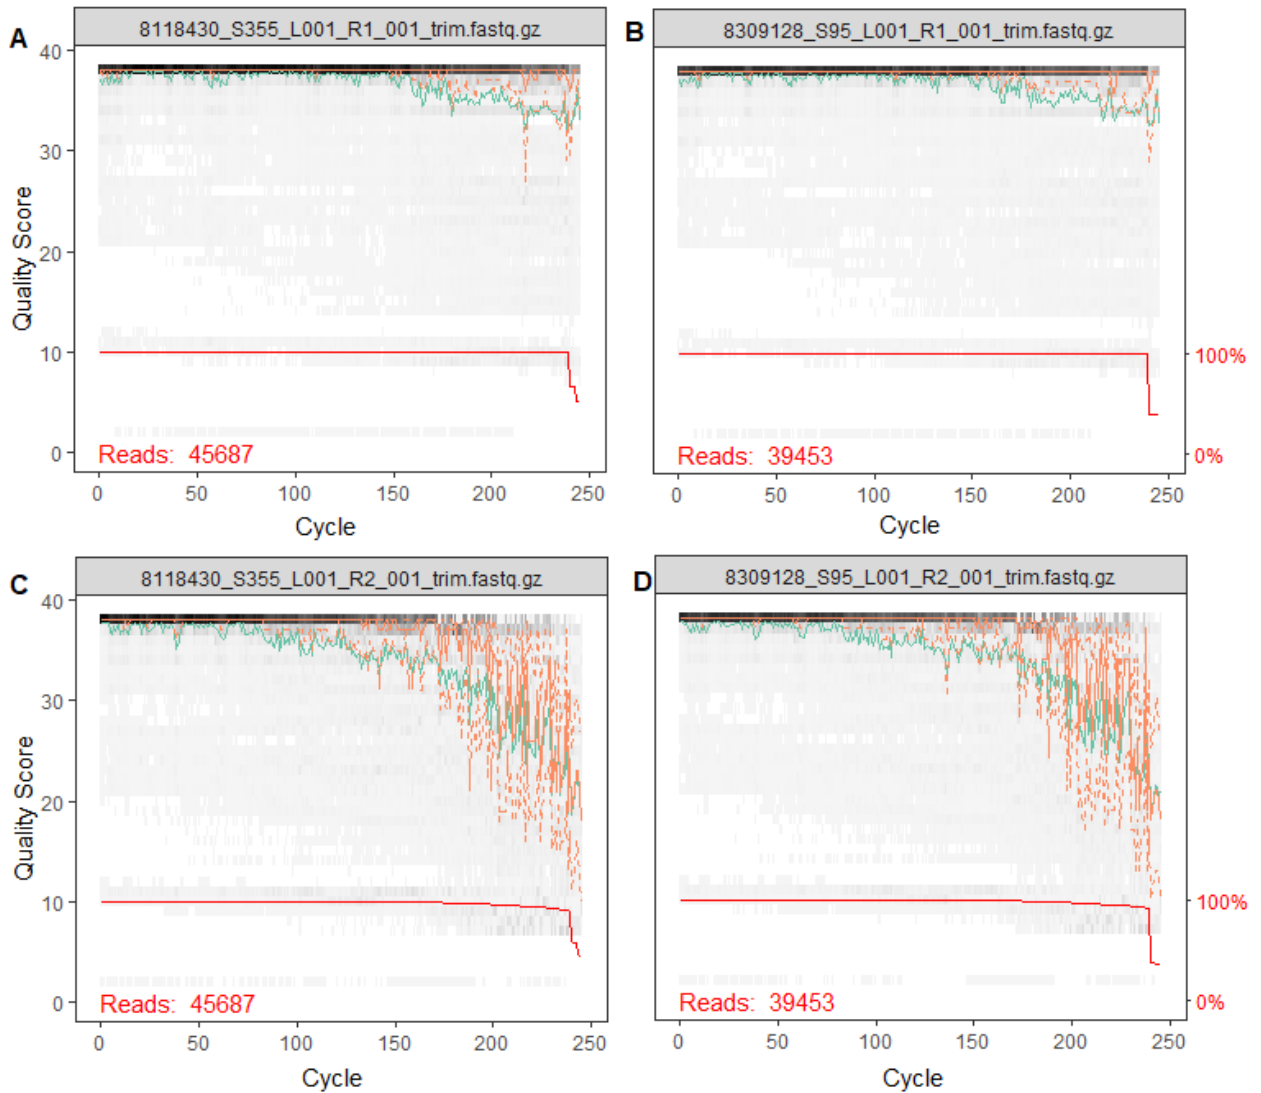 A
8118430_S355_L001_R1_001_trim.fastq.gz
40
30
20
10
0
Quality Score
Reads: 45687
0 50 100 150 200 250
Cycle
B
8309128_S95_L001_R1_001_trim.fastq.gz
100%
0%
Reads: 39453
0 50 100 150 200 250
Cycle
C
8118430_S355_L001_R2_001_trim.fastq.gz
40
30
20
10
0
Quality Score
Reads: 45687
0 50 100 150 200 250
Cycle
D
8309128_S95_L001_R2_001_trim.fastq.gz
100%
0%
Reads: 39453
0 50 100 150 200 250
Cycle